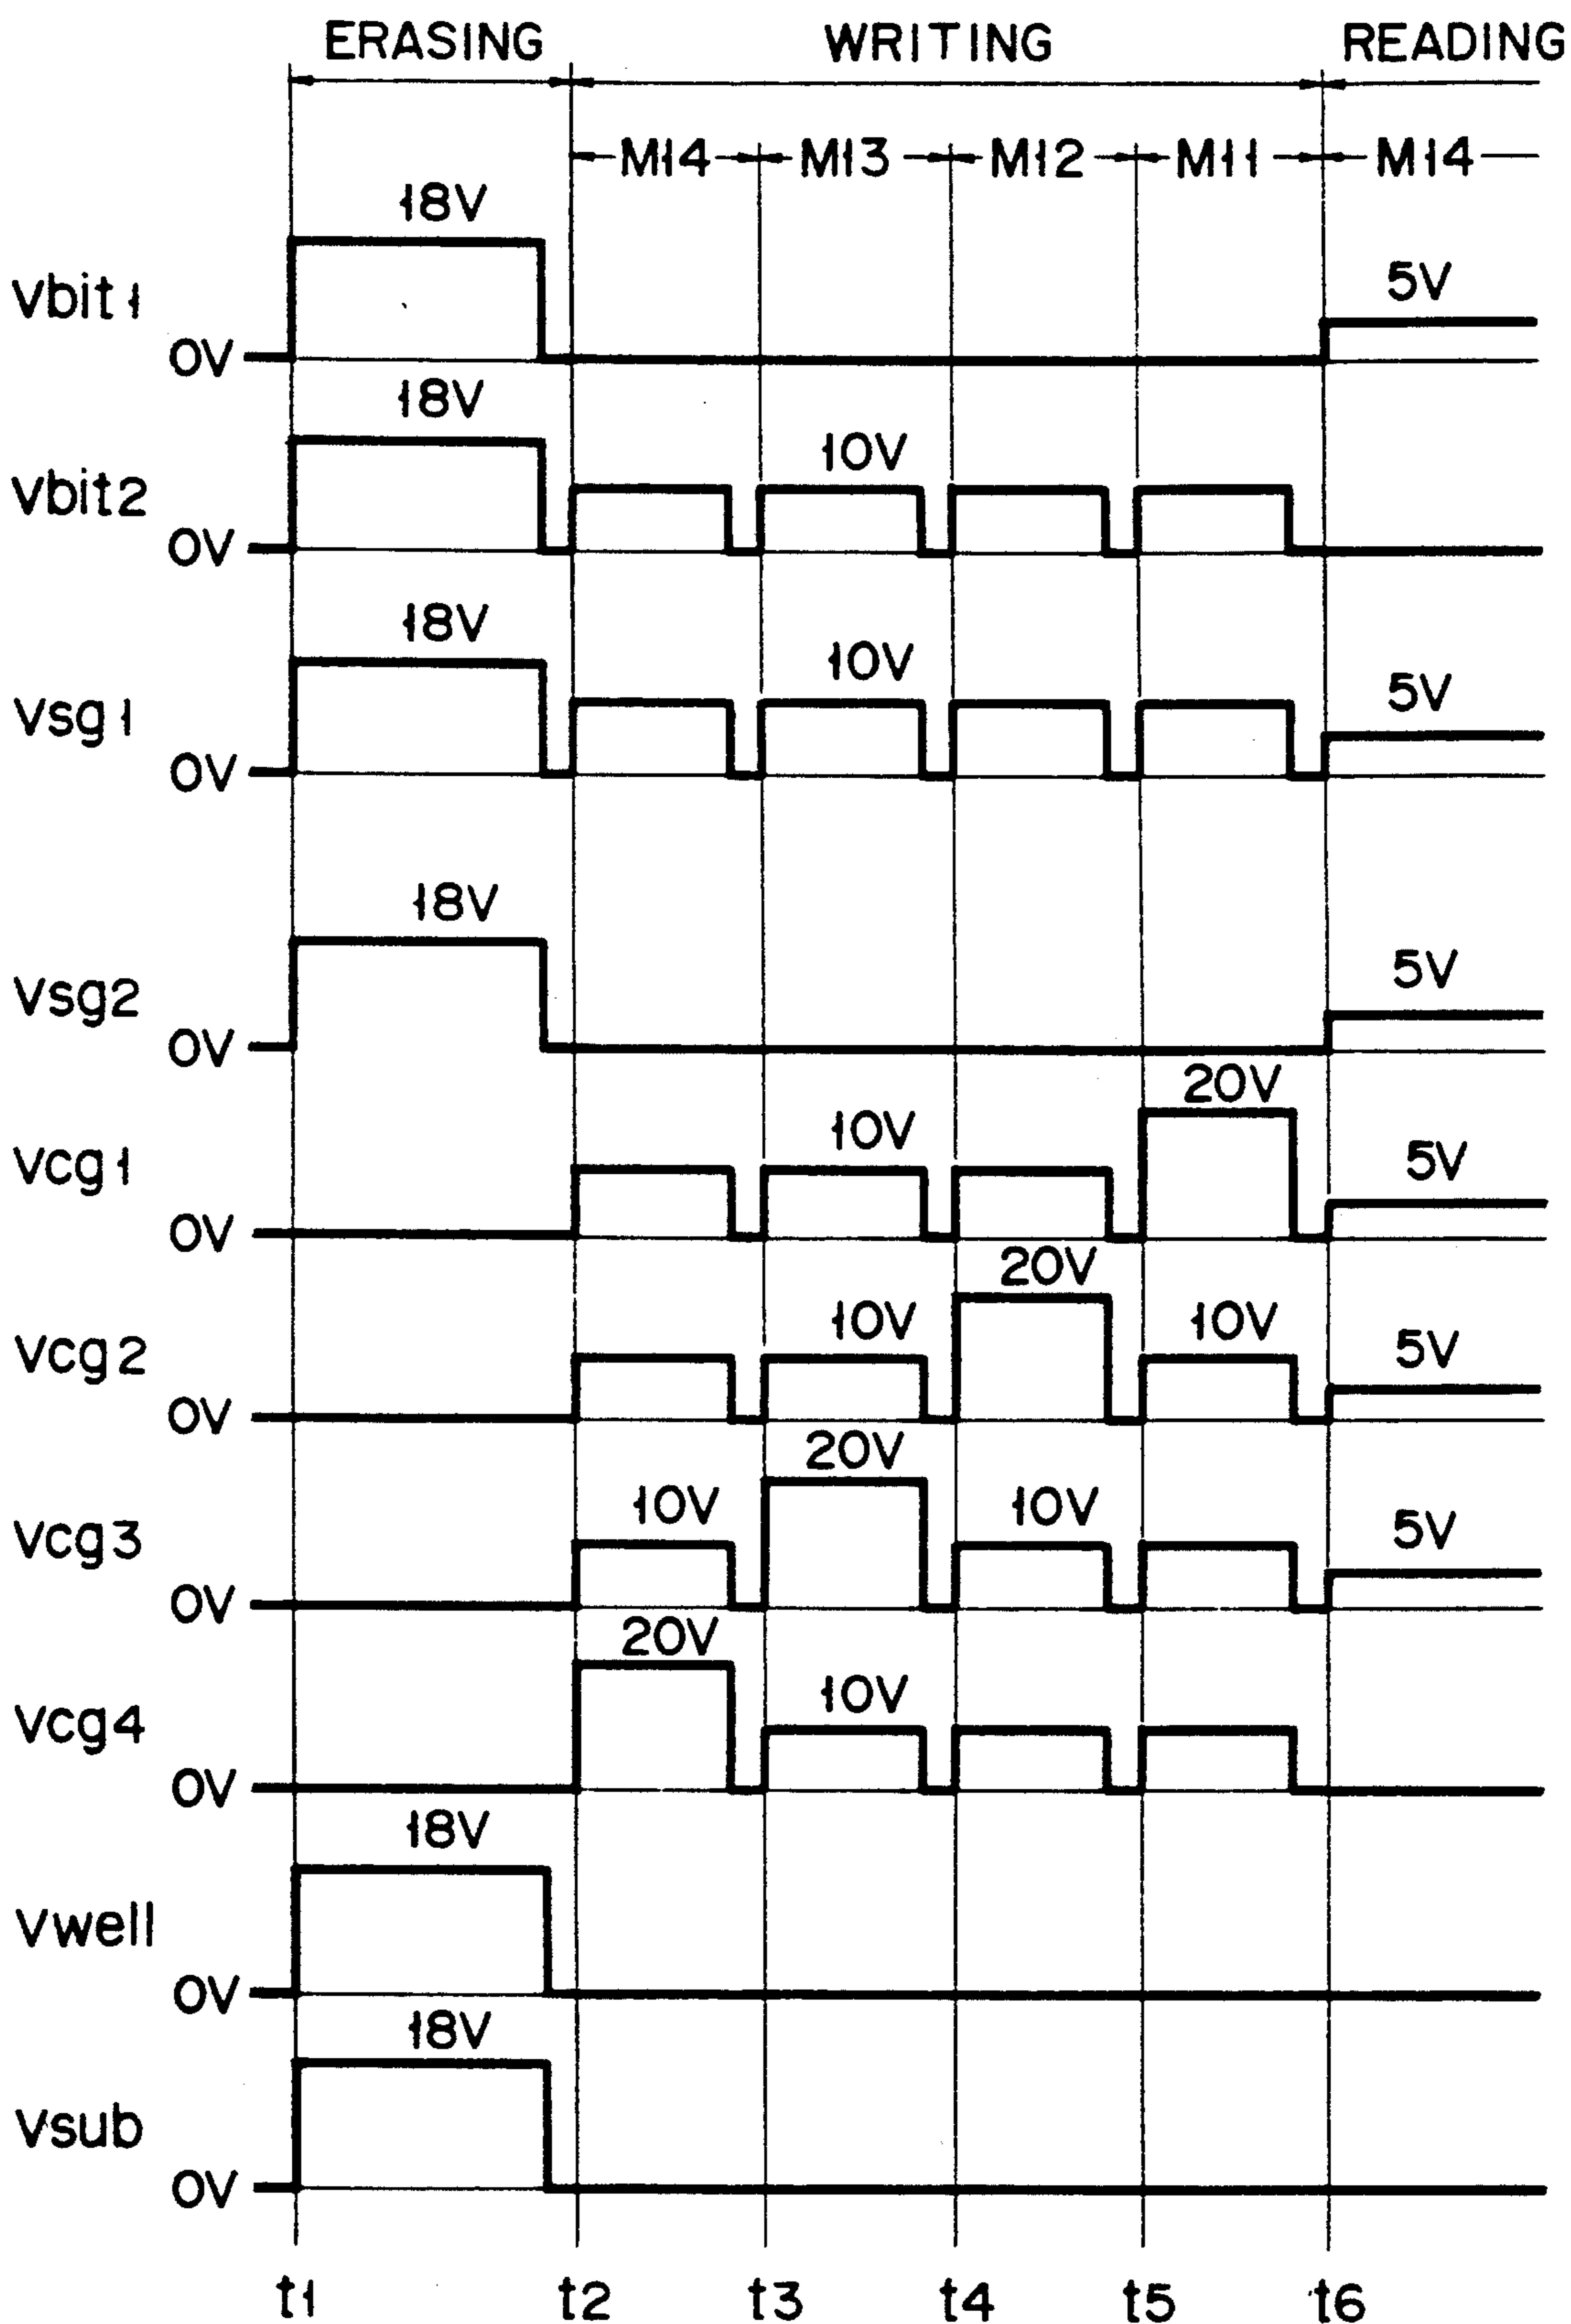 ERASING WRITING READING
M14 M13 M12 M11 M14
18V
Vbit1 5V
0V
18V
Vbit2 10V
0V
18V
10V
Vsg1 5V
0V
18V
Vsg2 5V
0V
20V
10V
Vcg1 5V
0V
20V
10V 10V
Vcg2 5V
0V
20V
10V 10V
Vcg3 5V
0V
20V
10V
Vcg4
0V
18V
Vwell
0V
18V
Vsub
0V
t1 t2 t3 t4 t5 t6